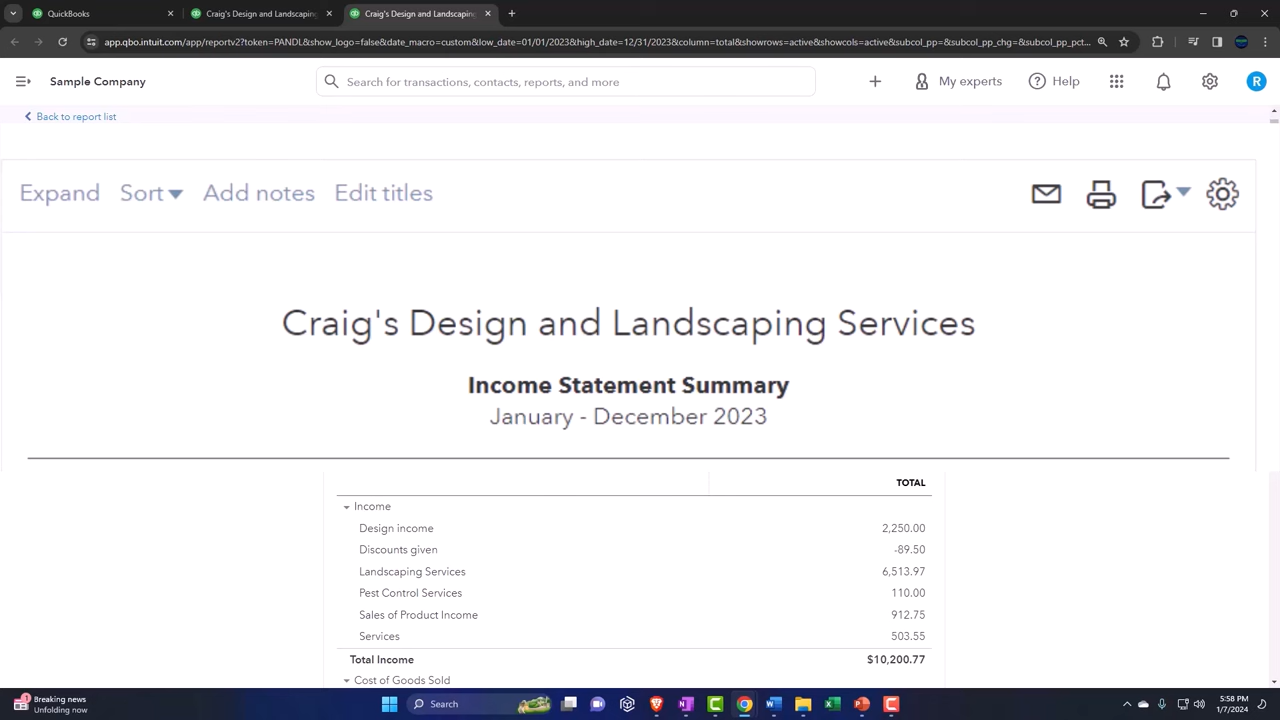 QuickBooks
Craig's Design and Landscaping
Craig's Design and Landscaping
app.qbo.intuit.com/app/reportv2?token=PANDL&show_logo=false&date_macro=custom&low_date=01/01/2023&high_date=12/31/2023&column=total&showrows=active&showcols=active&subcol_pp=&subcol_pp_chg=&subcol_pp_pct...
Sample Company
Search for transactions, contacts, reports, and more
My experts
Help
R
Back to report list
Expand Sort Add notes Edit titles
Craig's Design and Landscaping Services
Income Statement Summary
January - December 2023
TOTAL
Income
Design income 2,250.00
Discounts given -89.50
Landscaping Services 6,513.97
Pest Control Services 110.00
Sales of Product Income 912.75
Services 503.55
Total Income $10,200.77
Cost of Goods Sold
1
Breaking news
Unfolding now
Search
5:58 PM
1/7/2024